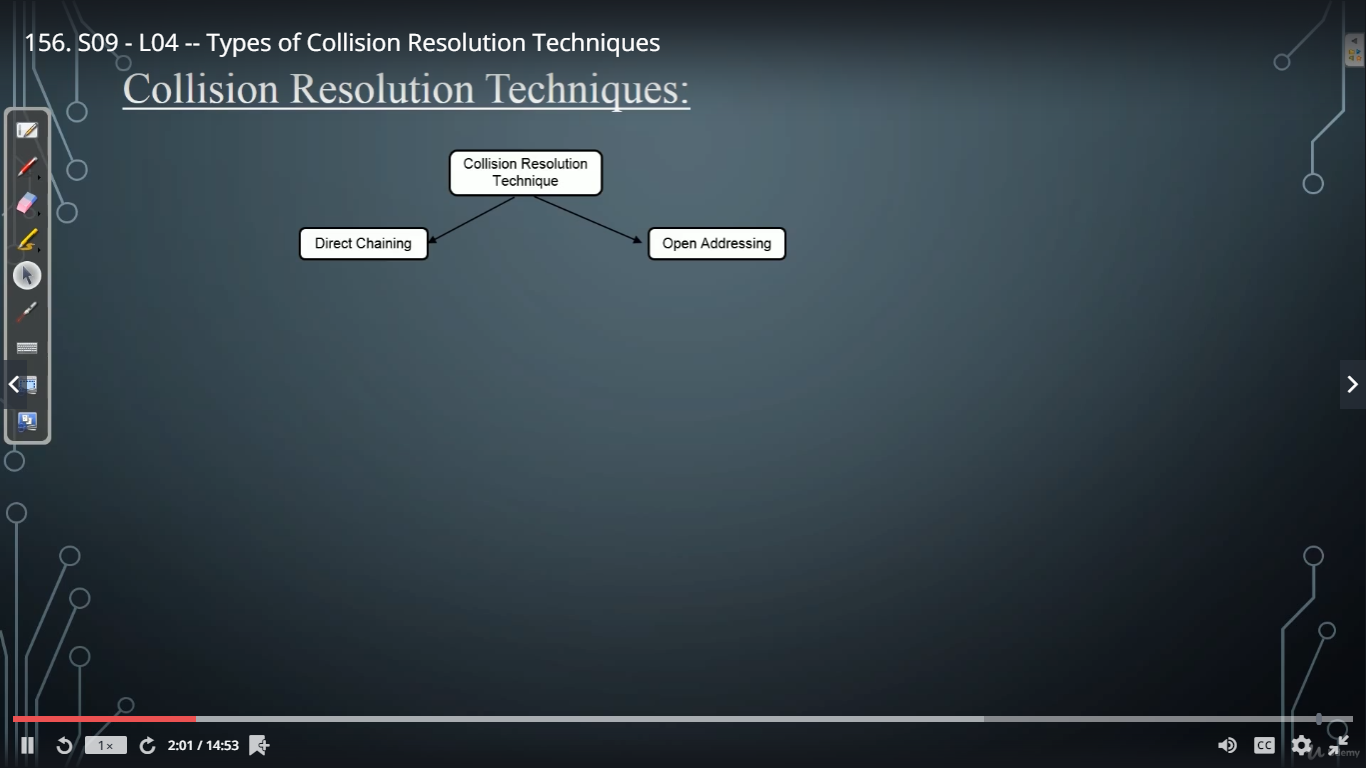 156. S09 - L04 -- Types of Collision Resolution Techniques
Collision Resolution Techniques:
Collision Resolution
Technique
Direct Chaining
Open Addressing
1×
2:01 / 14:53
CC